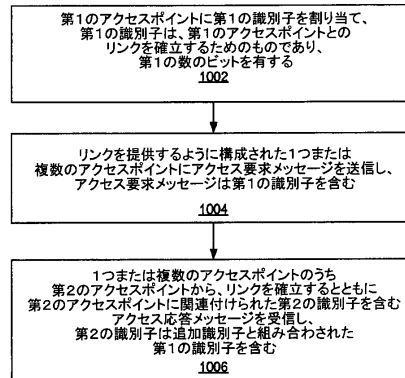 第1のアクセスポイントに第1の識別子を割り当て、
第1の識別子は、第1のアクセスポイントとの
リンクを確立するためのものであり、
第1の数のビットを有する
1002
リンクを提供するように構成された1つまたは
複数のアクセスポイントにアクセス要求メッセージを送信し、
アクセス要求メッセージは第1の識別子を含む
1004
1つまたは複数のアクセスポイントのうち
第2のアクセスポイントから、リンクを確立するとともに
第2のアクセスポイントに関連付けられた第2の識別子を含む
アクセス応答メッセージを受信し、
第2の識別子は追加識別子と組み合わされた
第1の識別子を含む
1006